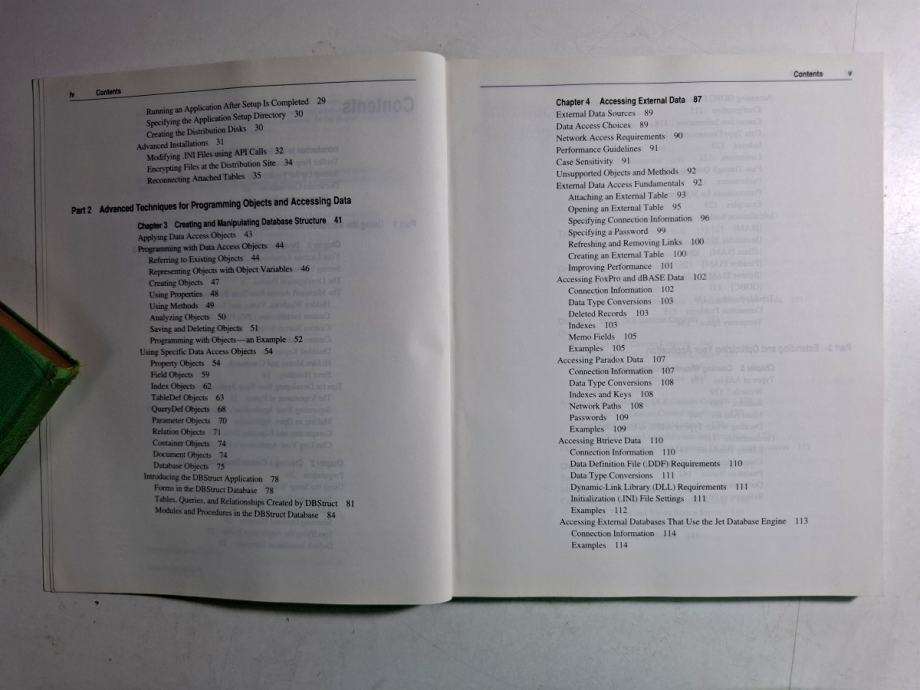 iv Contents
Running an Application After Setup Is Completed 29
Specifying the Application Setup Directory 30
Creating the Distribution Disks 30
Advanced Installations 31
Modifying .INI Files using API Calls 32
Encrypting Files at the Distribution Site 34
Reconnecting Attached Tables 35
Part 2 Advanced Techniques for Programming Objects and Accessing Data
Chapter 3 Creating and Manipulating Database Structure 41
Applying Data Access Objects 43
Programming with Data Access Objects 44
Referring to Existing Objects 44
Representing Objects with Object Variables 46
Creating Objects 47
Using Properties 48
Using Methods 49
Analyzing Objects 50
Saving and Deleting Objects 51
Programming with Objects—an Example 52
Using Specific Data Access Objects 54
Property Objects 54
Field Objects 59
Index Objects 62
TableDef Objects 63
QueryDef Objects 68
Parameter Objects 70
Relation Objects 71
Container Objects 74
Document Objects 74
Database Objects 75
Introducing the DBStruct Application 78
Forms in the DBStruct Database 78
Tables, Queries, and Relationships Created by DBStruct 81
Modules and Procedures in the DBStruct Database 84
Contents v
Chapter 4 Accessing External Data 87
External Data Sources 89
Data Access Choices 89
Network Access Requirements 90
Performance Guidelines 91
Case Sensitivity 91
Unsupported Objects and Methods 92
External Data Access Fundamentals 92
Attaching an External Table 93
Opening an External Table 95
Specifying Connection Information 96
Specifying a Password 99
Refreshing and Removing Links 100
Creating an External Table 100
Improving Performance 101
Accessing FoxPro and dBASE Data 102
Connection Information 102
Data Type Conversions 103
Deleted Records 103
Indexes 103
Memo Fields 105
Examples 105
Accessing Paradox Data 107
Connection Information 107
Data Type Conversions 108
Indexes and Keys 108
Network Paths 108
Passwords 109
Examples 109
Accessing Btrieve Data 110
Connection Information 110
Data Definition File (.DDF) Requirements 110
Data Type Conversions 111
Dynamic-Link Library (DLL) Requirements 111
Initialization (.INI) File Settings 111
Examples 112
Accessing External Databases That Use the Jet Database Engine 113
Connection Information 114
Examples 114